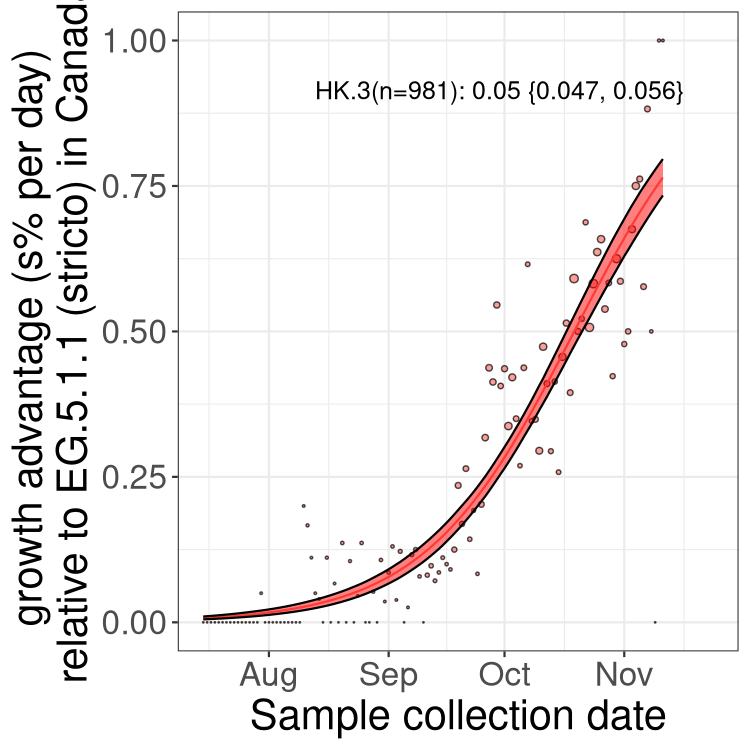 growth advantage (s% per day)
relative to EG.5.1.1 (stricto) in Canada
1.00
0.75
0.50
0.25
0.00
HK.3(n=981): 0.05 {0.047, 0.056}
Aug Sep Oct Nov
Sample collection date